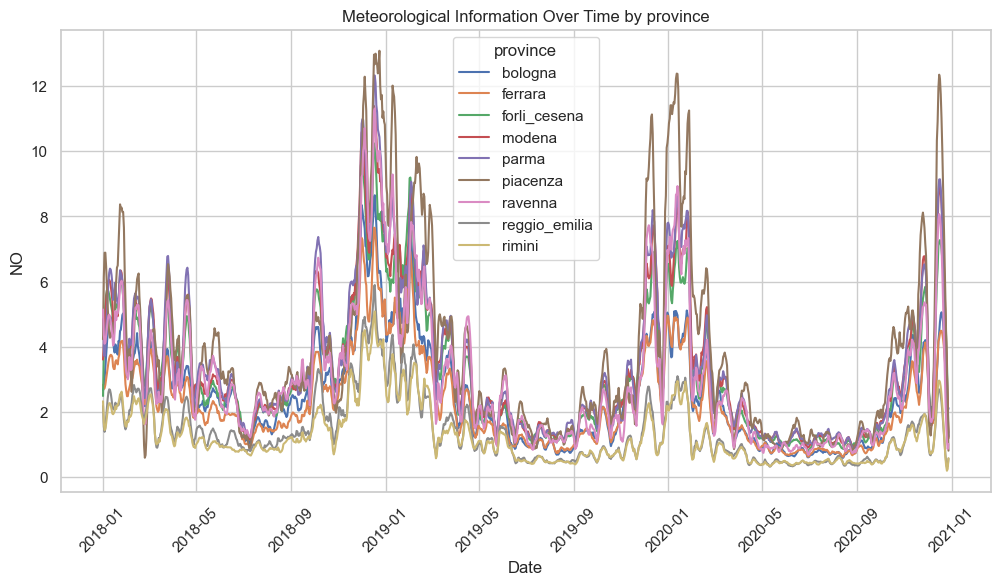 Meteorological Information Over Time by province
province
bologna
ferrara
forli_cesena
modena
parma
piacenza
ravenna
reggio_emilia
rimini
NO
12
10
8
6
4
2
0
2018-01
2018-05
2018-09
2019-01
2019-05
2019-09
2020-01
2020-05
2020-09
2021-01
Date